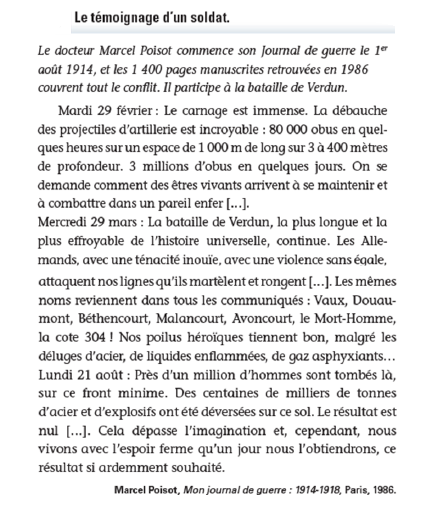 Le témoignage d'un soldat.
Le docteur Marcel Poisot commence son Journal de guerre le 1er
août 1914, et les 1 400 pages manuscrites retrouvées en 1986
couvrent tout le conflit. Il participe à la bataille de Verdun.
Mardi 29 février : Le carnage est immense. La débauche
des projectiles d'artillerie est incroyable : 80 000 obus en quel-
ques heures sur un espace de 1 000 m de long sur 3 à 400 mètres
de profondeur. 3 millions d'obus en quelques jours. On se
demande comment des êtres vivants arrivent à se maintenir et
à combattre dans un pareil enfer [...].
Mercredi 29 mars : La bataille de Verdun, la plus longue et la
plus effroyable de l'histoire universelle, continue. Les Alle-
mands, avec une ténacité inouïe, avec une violence sans égale,
attaquent nos lignes qu'ils martèlent et rongent [...]. Les mêmes
noms reviennent dans tous les communiqués : Vaux, Douau-
mont, Béthencourt, Malancourt, Avoncourt, le Mort-Homme,
la cote 304 ! Nos poilus héroïques tiennent bon, malgré les
déluges d'acier, de liquides enflammées, de gaz asphyxiants...
Lundi 21 août : Près d'un million d'hommes sont tombés là,
sur ce front minime. Des centaines de milliers de tonnes
d'acier et d'explosifs ont été déversées sur ce sol. Le résultat est
nul [...]. Cela dépasse l'imagination et, cependant, nous
vivons avec l'espoir ferme qu'un jour nous l'obtiendrons, ce
résultat si ardemment souhaité.
Marcel Poisot, Mon journal de guerre : 1914-1918, Paris, 1986.